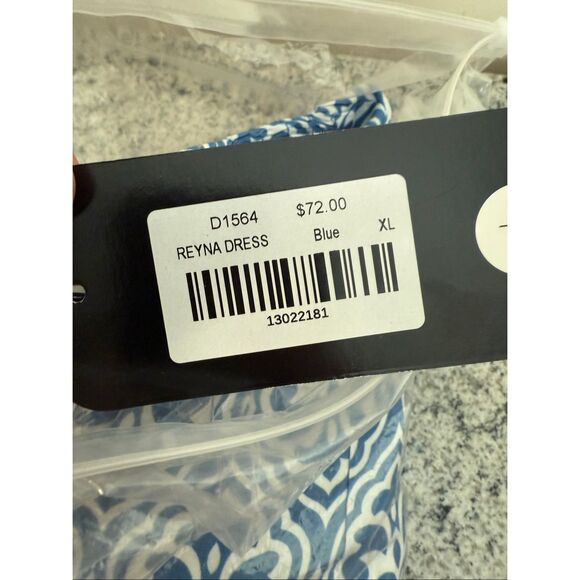 D1564 $72.00
REYNA DRESS Blue XL
13022181